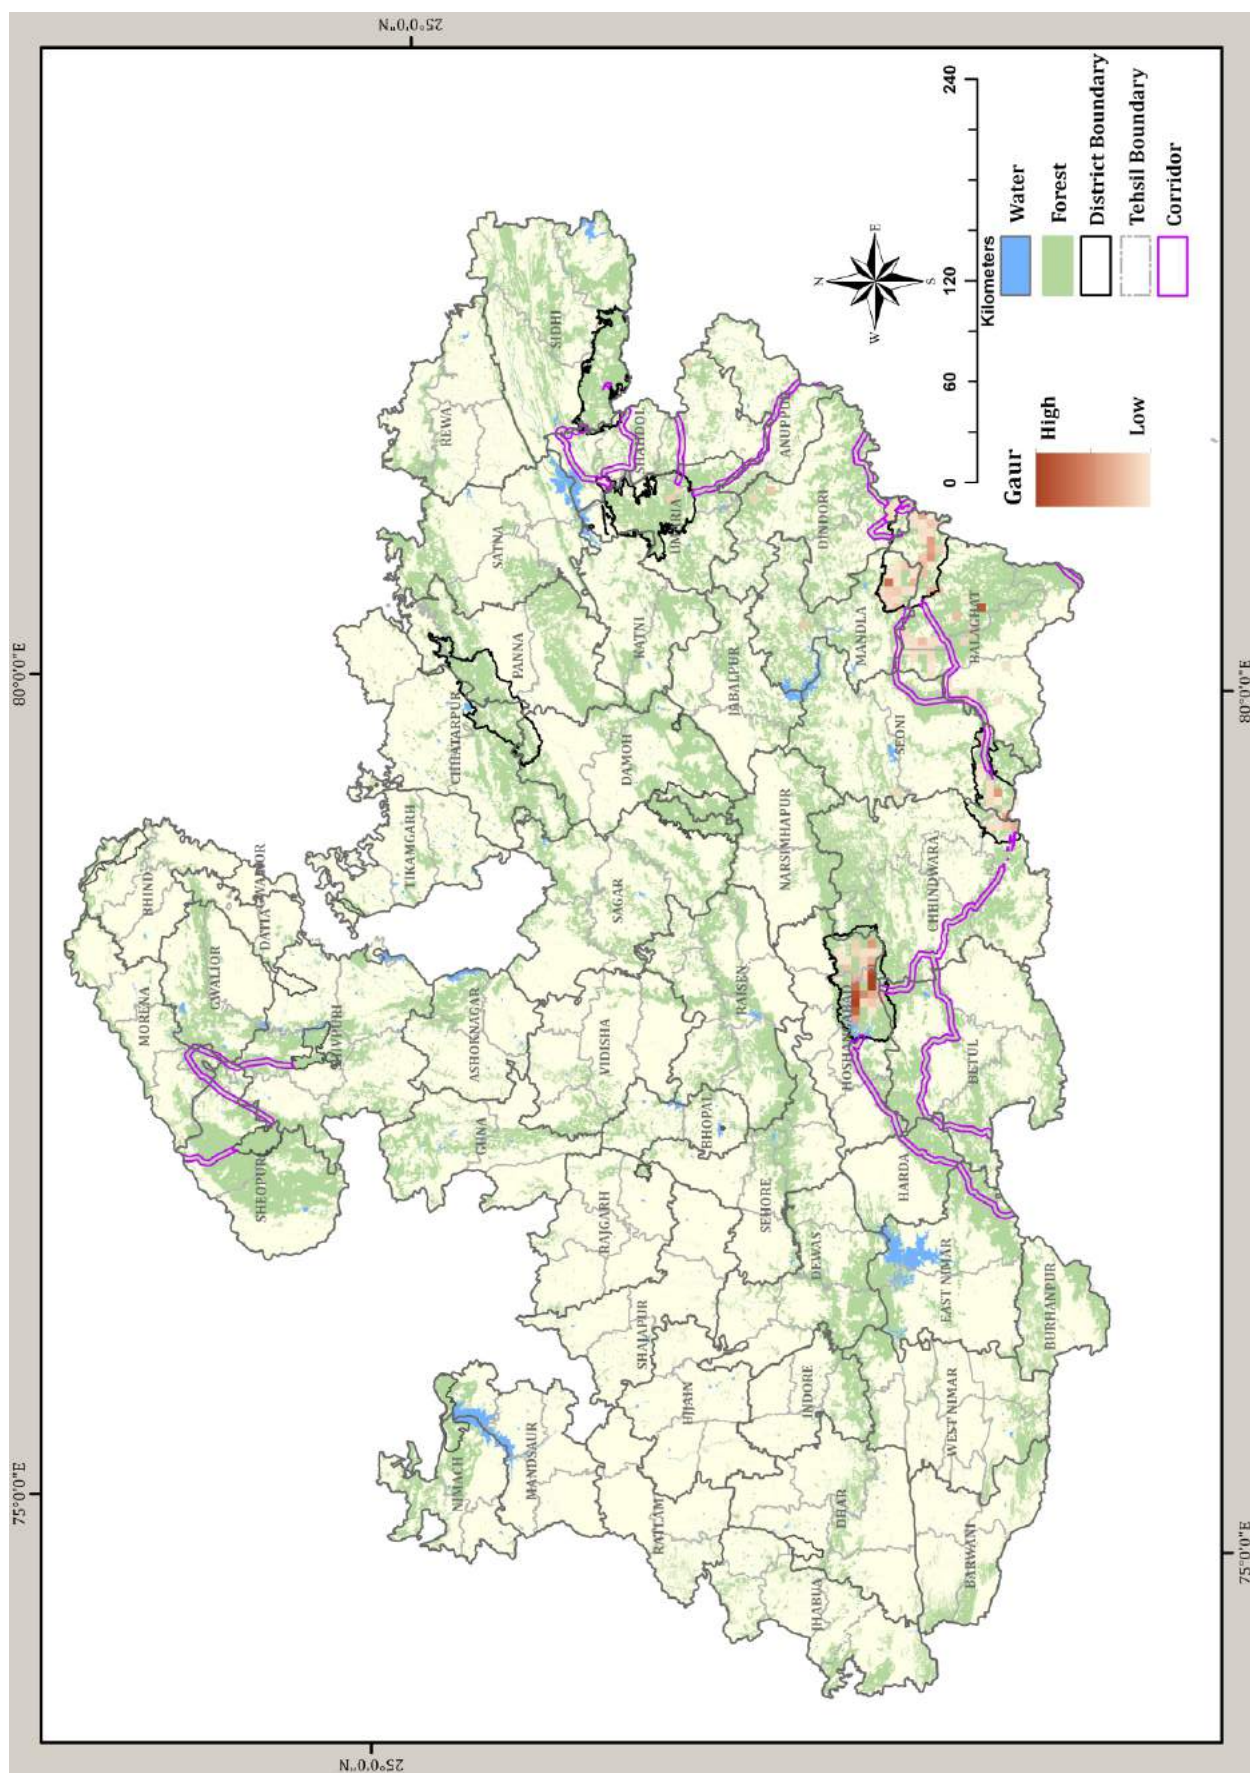 75°0'0"E
80°0'0"E
25°0'0"N
25°0'0"N
BHIND
MORENA
GWALIOR
DATIA
SHEOPUR
SHIVPURI
TIKAMGARH
CHHATARPUR
REWA
SATNA
PANNA
SIDHI
NIMACH
MANDSAUR
GUNA
ASHOKNAGAR
RAJGARH
VIDISHA
SAGAR
DAMOH
KATNI
UMARIA
SHAHDOL
ANUPPUR
RATLAM
UJJAIN
SHAJAPUR
BHOPAL
RAISEN
JABALPUR
DINDORI
SEHORE
NARSIMHAPUR
JHABUA
DHAR
INDORE
DEWAS
HARDA
HOSHANGABAD
CHHINDWARA
SEONI
MANDLA
BALAGHAT
BETUL
BARWANI
WEST NIMAR
EAST NIMAR
BURHANPUR
N
W
E
S
0
60
120
240
Kilometers
Gaur
High
Low
Water
Forest
District Boundary
Tehsil Boundary
Corridor
75°0'0"E
80°0'0"E